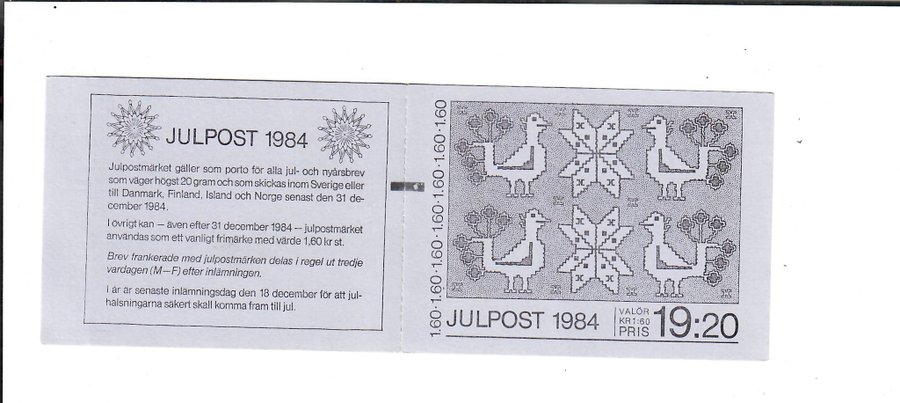 JULPOST 1984
Julpostmärket gäller som porto för alla jul- och nyårsbrev
som väger högst 20 gram och som skickas inom Sverige eller
till Danmark, Finland, Island och Norge senast den 31 de-
cember 1984.
I övrigt kan – även efter 31 december 1984 – julpostmärket
användas som ett vanligt frimärke med värde 1,60 kr st.
Brev frankerade med julpostmärken delas i regel ut tredje
vardagen (M–F) efter inlämningen.
I år är senaste inlämningsdag den 18 december för att jul-
hälsningarna säkert skall komma fram till jul.
1.60·1.60·1.60·1.60·1.60·1.60·1.60
JULPOST 1984
VALÖR
KR 1:60
PRIS 19:20